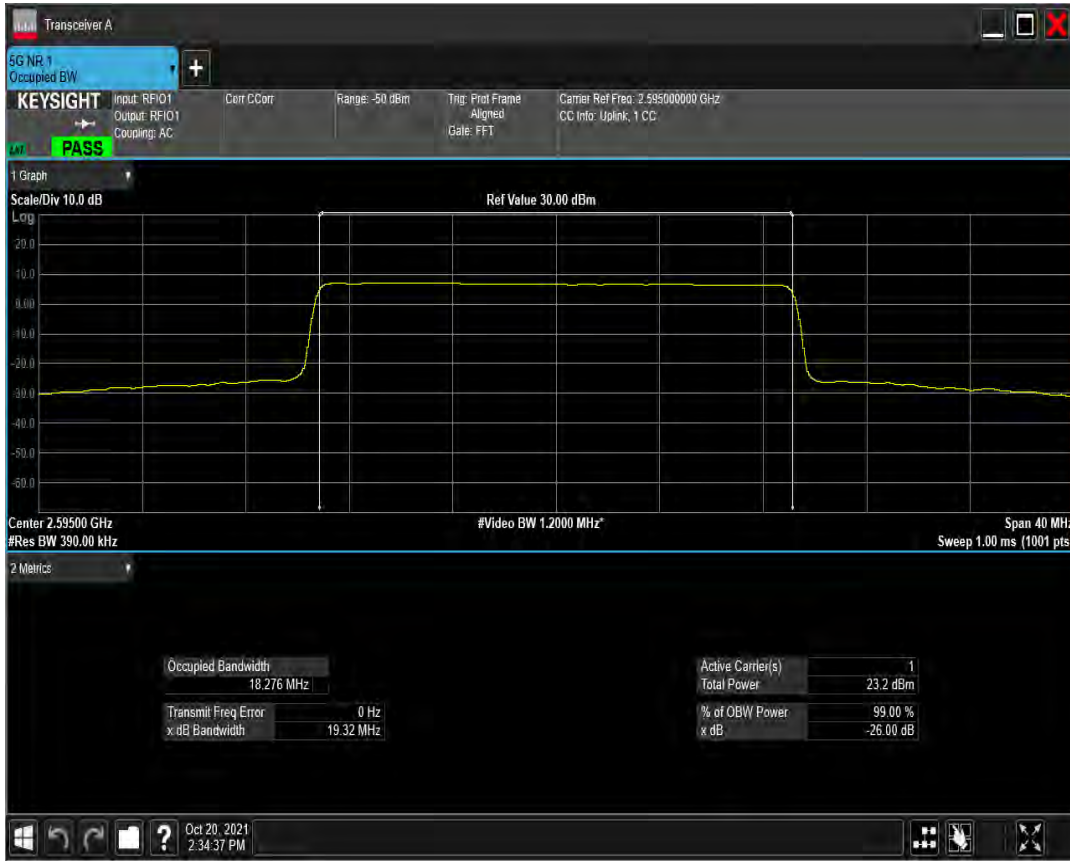 Transceiver A
5G NR 1
Occupied BW
+
KEYSIGHT
Input: RFIO1
Output: RFIO1
Coupling: AC
Corr CCorr
Range: -50 dBm
Trig: Prot Frame
Aligned
Gate: FFT
Carrier Ref Freq: 2.595000000 GHz
CC Info: Uplink, 1 CC
PASS
1 Graph
Scale/Div 10.0 dB
Ref Value 30.00 dBm
Log
20.0
10.0
0.00
-10.0
-20.0
-30.0
-40.0
-50.0
-60.0
Center 2.59500 GHz
#Video BW 1.2000 MHz*
Span 40 MHz
#Res BW 390.00 kHz
Sweep 1.00 ms (1001 pts
2 Metrics
Occupied Bandwidth
18.276 MHz
Transmit Freq Error 0 Hz
x dB Bandwidth 19.32 MHz
Active Carrier(s) 1
Total Power 23.2 dBm
% of OBW Power 99.00 %
x dB -26.00 dB
?
Oct 20, 2021
2:34:37 PM